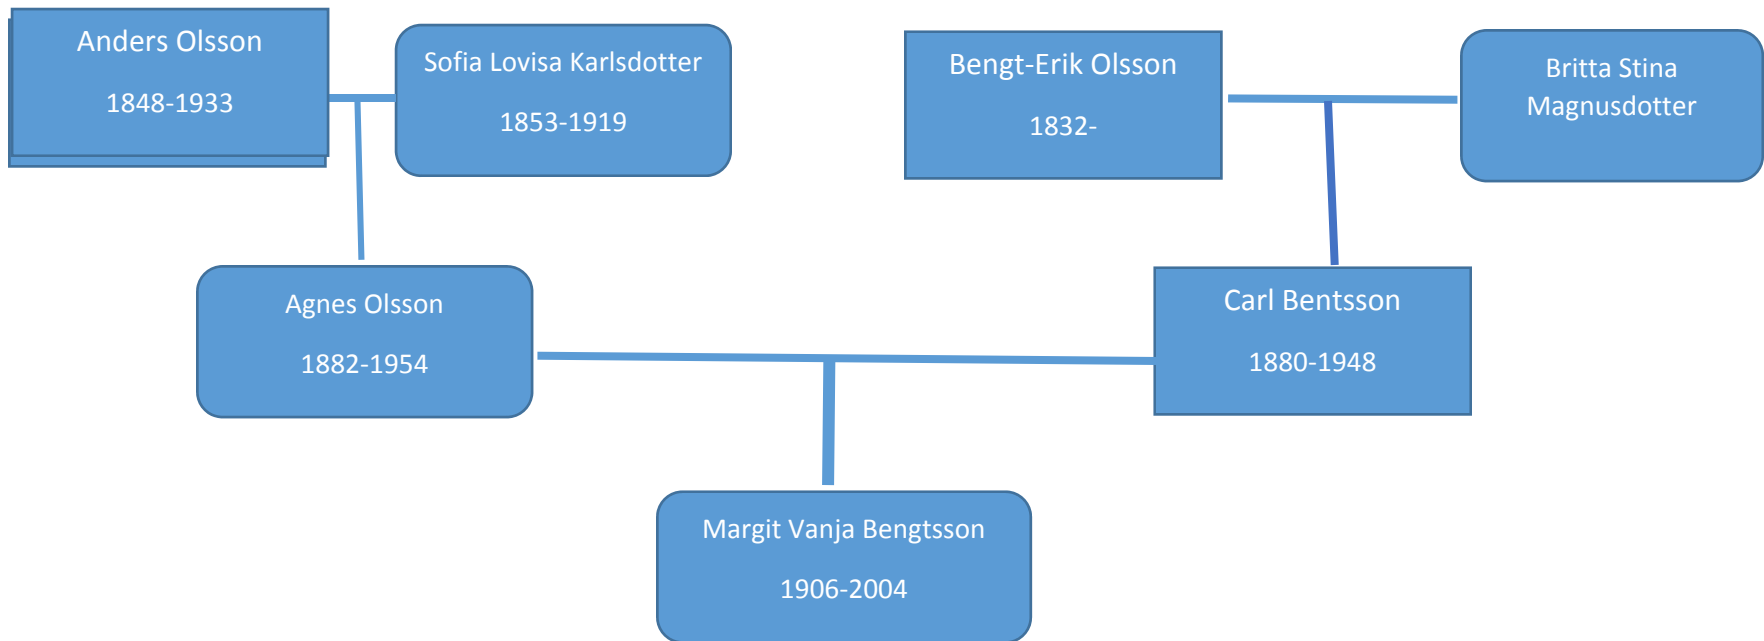 Anders Olsson
1848-1933
Sofia Lovisa Karlsdotter
1853-1919
Bengt-Erik Olsson
1832-
Britta Stina
Magnusdotter
Agnes Olsson
1882-1954
Carl Bentsson
1880-1948
Margit Vanja Bengtsson
1906-2004